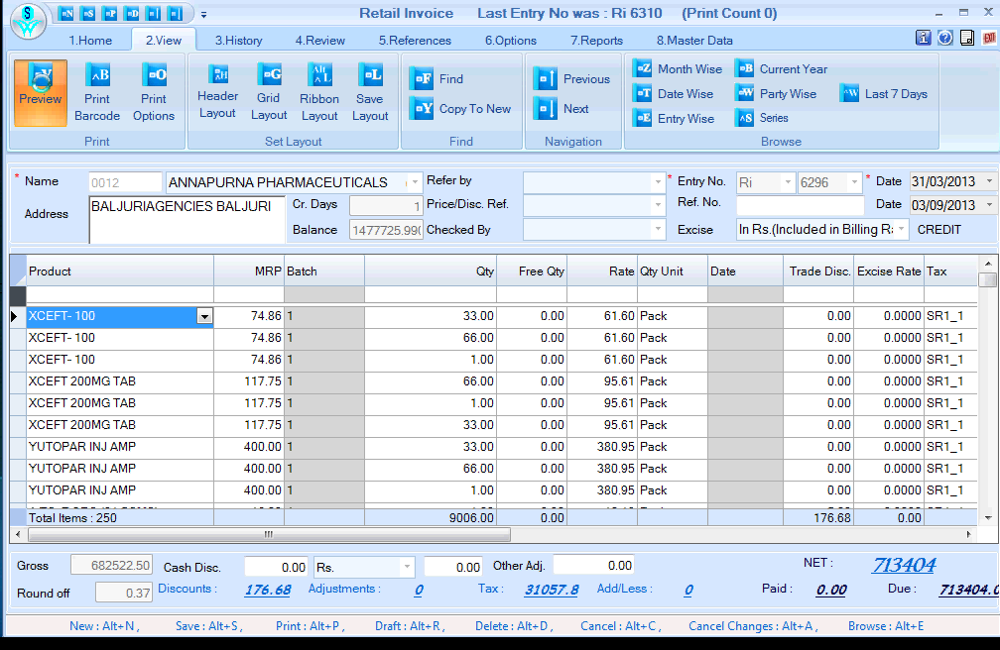 S
N S P D
Retail Invoice Last Entry No was : Ri 6310 (Print Count 0)
1.Home 2.View 3.History 4.Review 5.References 6.Options 7.Reports 8.Master Data
Preview
Print Barcode
Print Options
Header Layout
Grid Layout
Ribbon Layout
Save Layout
Find
Copy To New
Previous
Next
Month Wise
Date Wise
Entry Wise
Current Year
Party Wise
Series
Last 7 Days
Print Set Layout Find Navigation Browse
* Name 0012 ANNAPURNA PHARMACEUTICALS Refer by * Entry No. Ri 6296 * Date 31/03/2013
Address BALJURIAGENCIES BALJURI Cr. Days 1 Price/Disc. Ref. Ref. No. Date 03/09/2013
Balance 1477725.990 Checked By Excise In Rs.(Included in Billing Ra CREDIT
Product MRP Batch Qty Free Qty Rate Qty Unit Date Trade Disc. Excise Rate Tax
XCEFT- 100 74.86 1 33.00 0.00 61.60 Pack 0.00 0.0000 SR1_1
XCEFT- 100 74.86 1 66.00 0.00 61.60 Pack 0.00 0.0000 SR1_1
XCEFT- 100 74.86 1 1.00 0.00 61.60 Pack 0.00 0.0000 SR1_1
XCEFT 200MG TAB 117.75 1 66.00 0.00 95.61 Pack 0.00 0.0000 SR1_1
XCEFT 200MG TAB 117.75 1 1.00 0.00 95.61 Pack 0.00 0.0000 SR1_1
XCEFT 200MG TAB 117.75 1 33.00 0.00 95.61 Pack 0.00 0.0000 SR1_1
YUTOPAR INJ AMP 400.00 1 33.00 0.00 380.95 Pack 0.00 0.0000 SR1_1
YUTOPAR INJ AMP 400.00 1 66.00 0.00 380.95 Pack 0.00 0.0000 SR1_1
YUTOPAR INJ AMP 400.00 1 1.00 0.00 380.95 Pack 0.00 0.0000 SR1_1
Total Items : 250 9006.00 0.00 176.68 0.00
Gross 682522.50 Cash Disc. 0.00 Rs. 0.00 Other Adj. 0.00 NET : 713404
Round off 0.37 Discounts : 176.68 Adjustments : 0 Tax : 31057.8 Add/Less : 0 Paid : 0.00 Due : 713404.0
New : Alt+N , Save : Alt+S , Print : Alt+P , Draft : Alt+R , Delete : Alt+D , Cancel : Alt+C , Cancel Changes : Alt+A , Browse : Alt+E